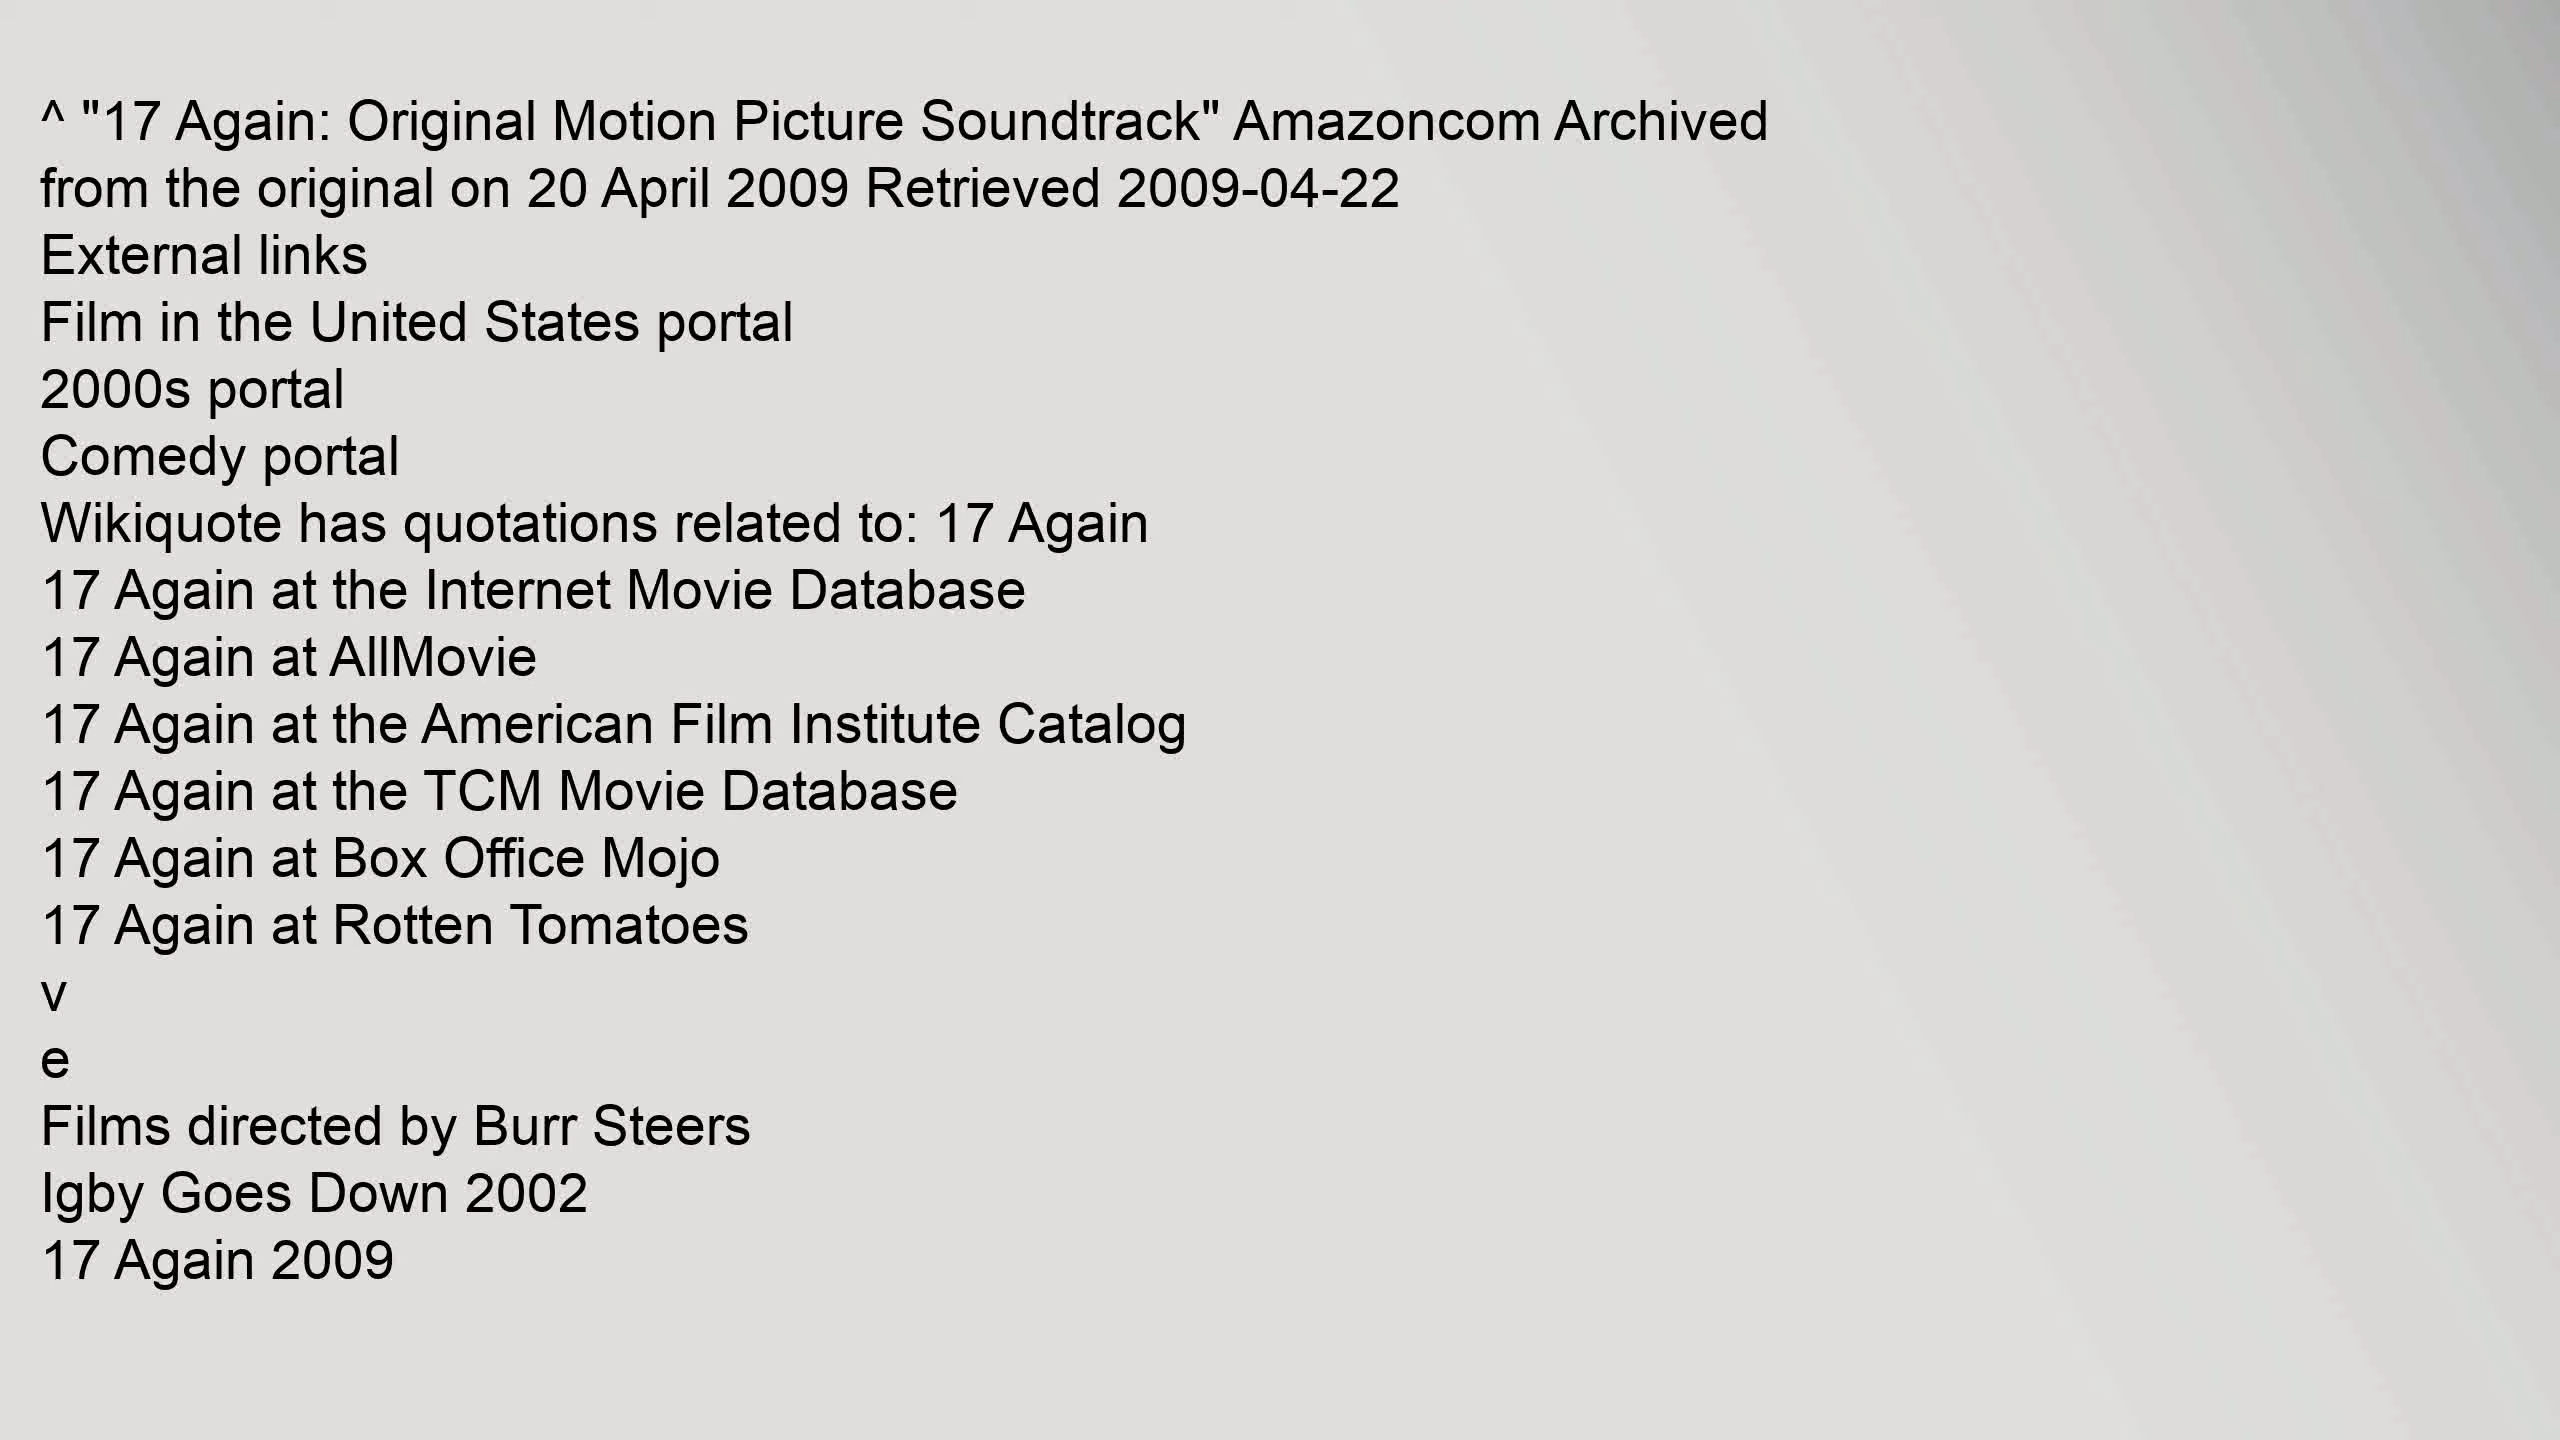 ^ "17 Again: Original Motion Picture Soundtrack" Amazoncom Archived
from the original on 20 April 2009 Retrieved 2009-04-22
External links
Film in the United States portal
2000s portal
Comedy portal
Wikiquote has quotations related to: 17 Again
17 Again at the Internet Movie Database
17 Again at AllMovie
17 Again at the American Film Institute Catalog
17 Again at the TCM Movie Database
17 Again at Box Office Mojo
17 Again at Rotten Tomatoes
v
e
Films directed by Burr Steers
Igby Goes Down 2002
17 Again 2009